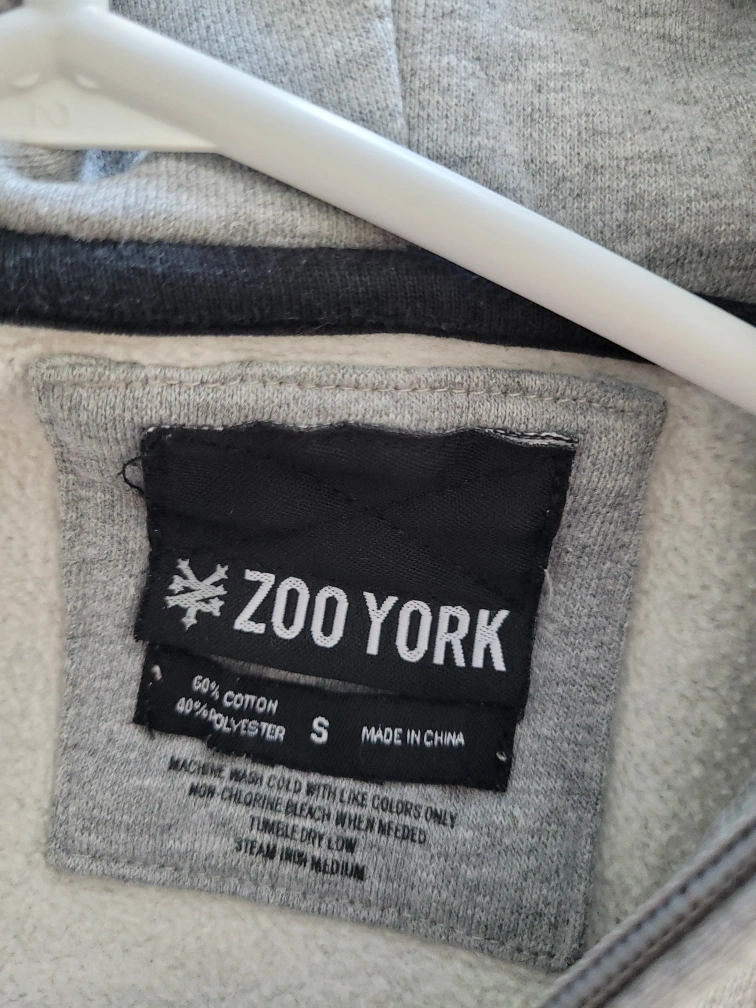 ZOO YORK
60% COTTON
40% POLYESTER
S
MADE IN CHINA
MACHINE WASH COLD WITH LIKE COLORS ONLY
NON-CHLORINE BLEACH WHEN NEEDED
TUMBLE DRY LOW
STEAM IRON MEDIUM